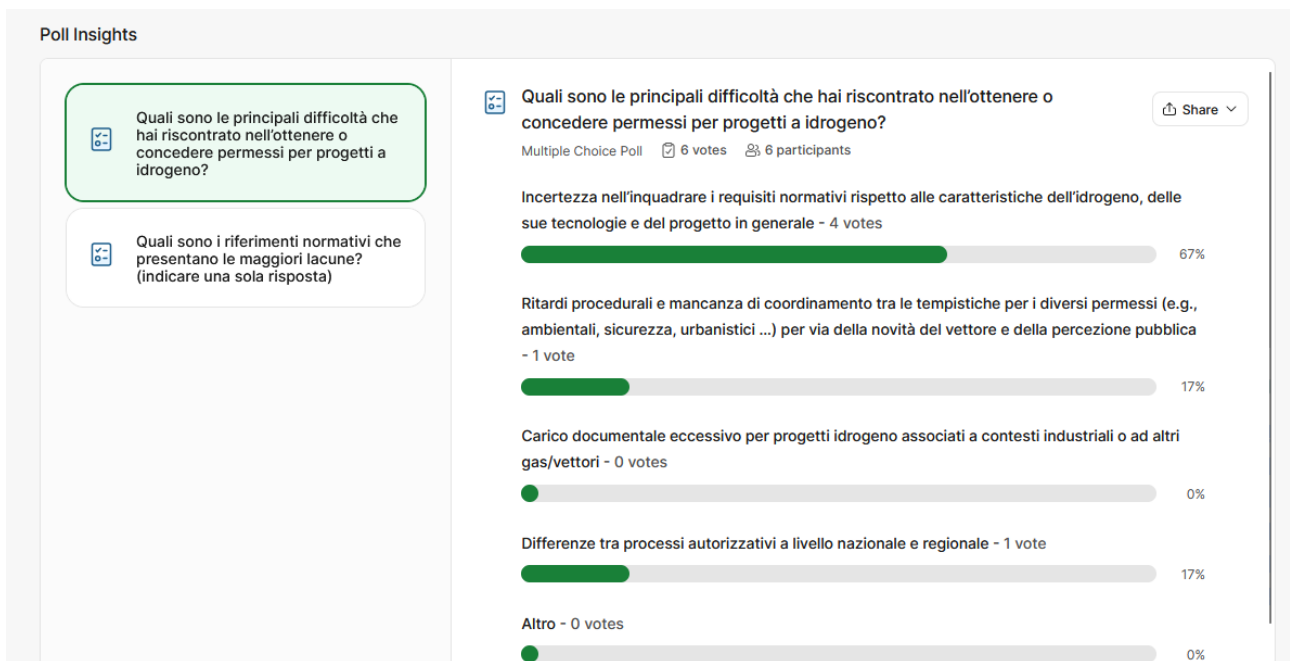 Poll Insights
Quali sono le principali difficoltà che
hai riscontrato nell’ottenere o
concedere permessi per progetti a
idrogeno?
Quali sono i riferimenti normativi che
presentano le maggiori lacune?
(indicare una sola risposta)
Quali sono le principali difficoltà che hai riscontrato nell’ottenere o
concedere permessi per progetti a idrogeno?
Share
Multiple Choice Poll 6 votes 6 participants
Incertezza nell’inquadrare i requisiti normativi rispetto alle caratteristiche dell’idrogeno, delle
sue tecnologie e del progetto in generale - 4 votes
67%
Ritardi procedurali e mancanza di coordinamento tra le tempistiche per i diversi permessi (e.g.,
ambientali, sicurezza, urbanistici ...) per via della novità del vettore e della percezione pubblica
- 1 vote
17%
Carico documentale eccessivo per progetti idrogeno associati a contesti industriali o ad altri
gas/vettori - 0 votes
0%
Differenze tra processi autorizzativi a livello nazionale e regionale - 1 vote
17%
Altro - 0 votes
0%